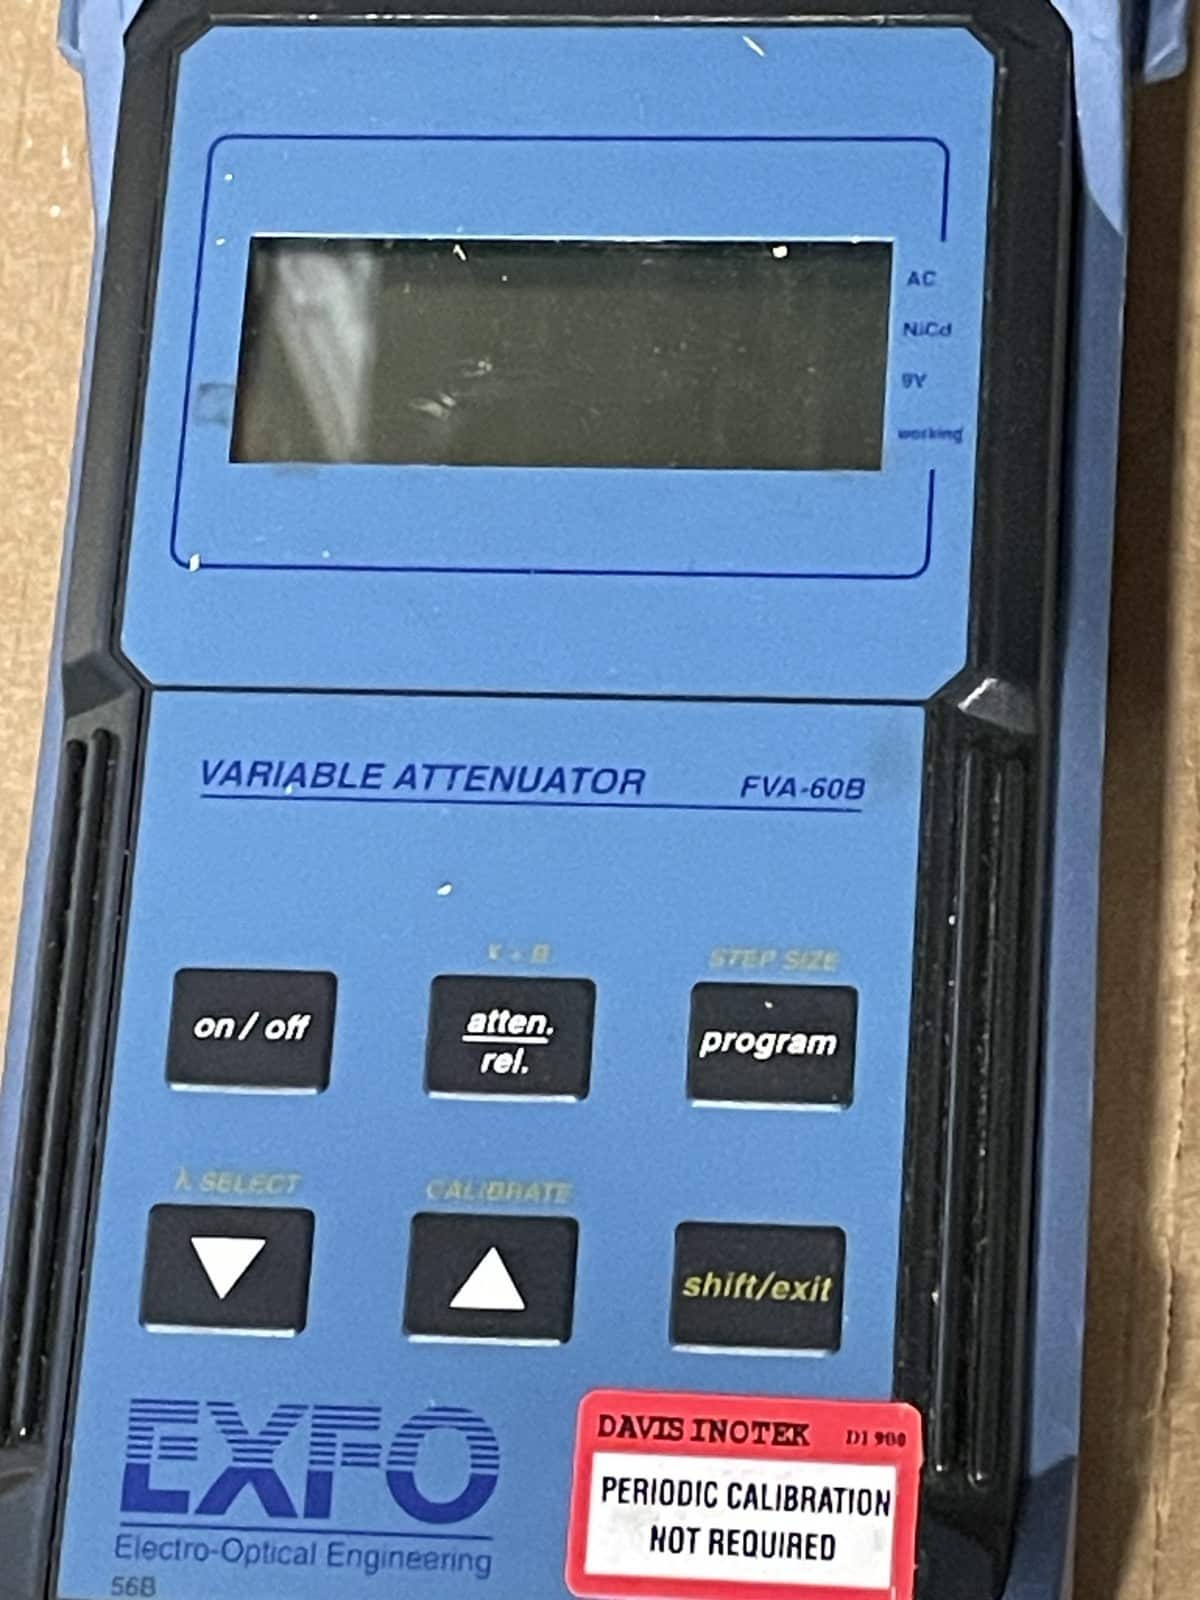 AC
NiCd
9V
working
VARIABLE ATTENUATOR FVA-60B
X + B STEP SIZE
on / off
atten.
rel.
program
λ SELECT CALIBRATE
shift/exit
EXFO
Electro-Optical Engineering
56B
DAVIS INOTEK DI 900
PERIODIC CALIBRATION
NOT REQUIRED